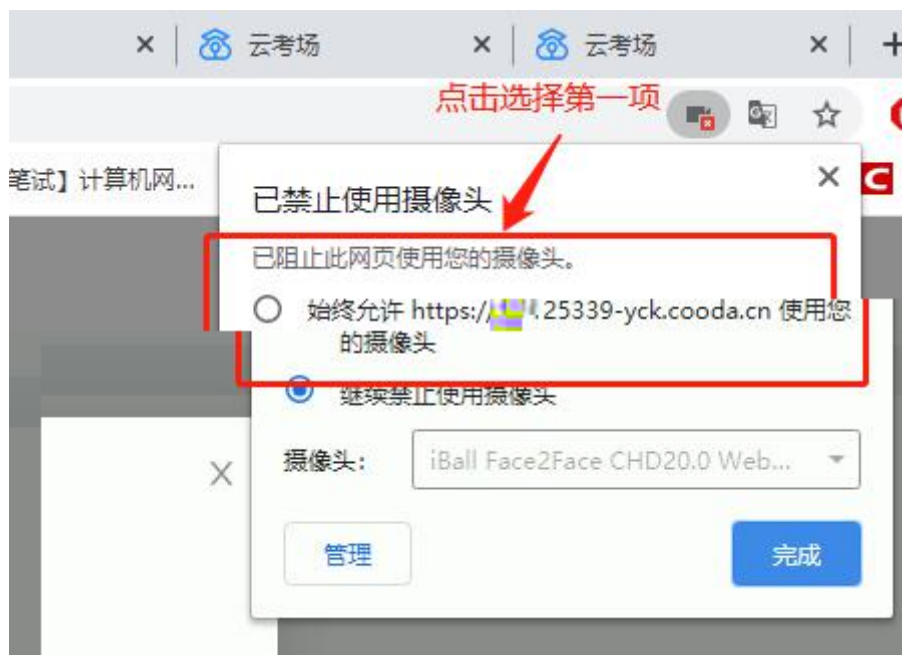 云考场
云考场
点击选择第一项
笔试】计算机网...
已禁止使用摄像头
已阻止此网页使用您的摄像头。
始终允许 https://25339-yck.cooda.cn 使用您
的摄像头
继续禁止使用摄像头
摄像头:
iBall Face2Face CHD20.0 Web...
管理
完成